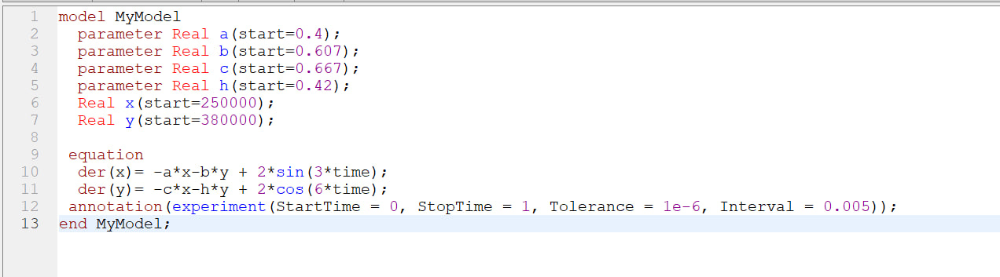 1 model MyModel
2 parameter Real a(start=0.4);
3 parameter Real b(start=0.607);
4 parameter Real c(start=0.667);
5 parameter Real h(start=0.42);
6 Real x(start=250000);
7 Real y(start=380000);
8
9 equation
10 der(x)= -a*x-b*y + 2*sin(3*time);
11 der(y)= -c*x-h*y + 2*cos(6*time);
12 annotation(experiment(StartTime = 0, StopTime = 1, Tolerance = 1e-6, Interval = 0.005));
13 end MyModel;